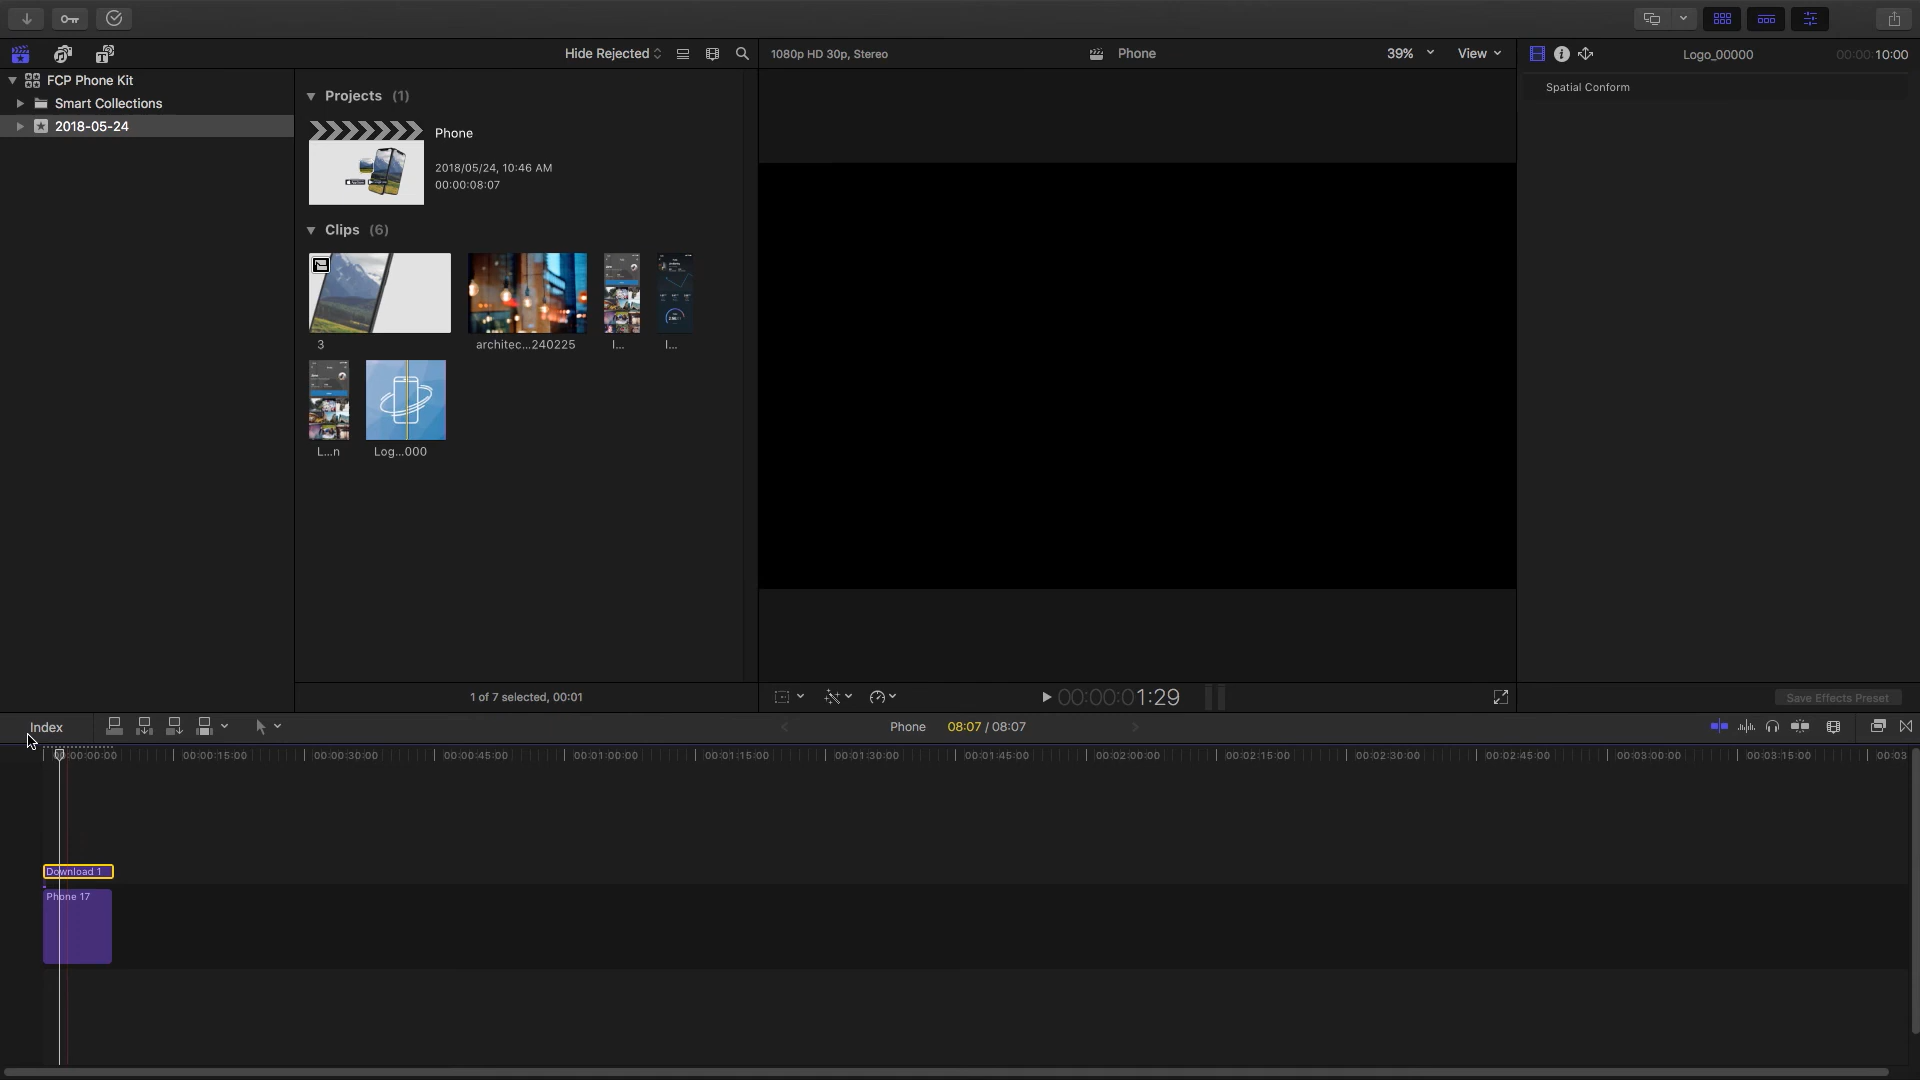 Hide Rejected
1080p HD 30p, Stereo
Phone
39%
View
Logo_00000
00:00:10:00
FCP Phone Kit
Smart Collections
2018-05-24
Projects (1)
Phone
2018/05/24, 10:46 AM
00:00:08:07
Clips (6)
3
architec...240225
I...
I...
L...n
Log...000
Spatial Conform
1 of 7 selected, 00:01
00:00:01:29
Save Effects Preset
Index
Phone
08:07 / 08:07
00:00:00:00
00:00:15:00
00:00:30:00
00:00:45:00
00:01:00:00
00:01:15:00
00:01:30:00
00:01:45:00
00:02:00:00
00:02:15:00
00:02:30:00
00:02:45:00
00:03:00:00
00:03:15:00
00:03
Download 1
Phone 17